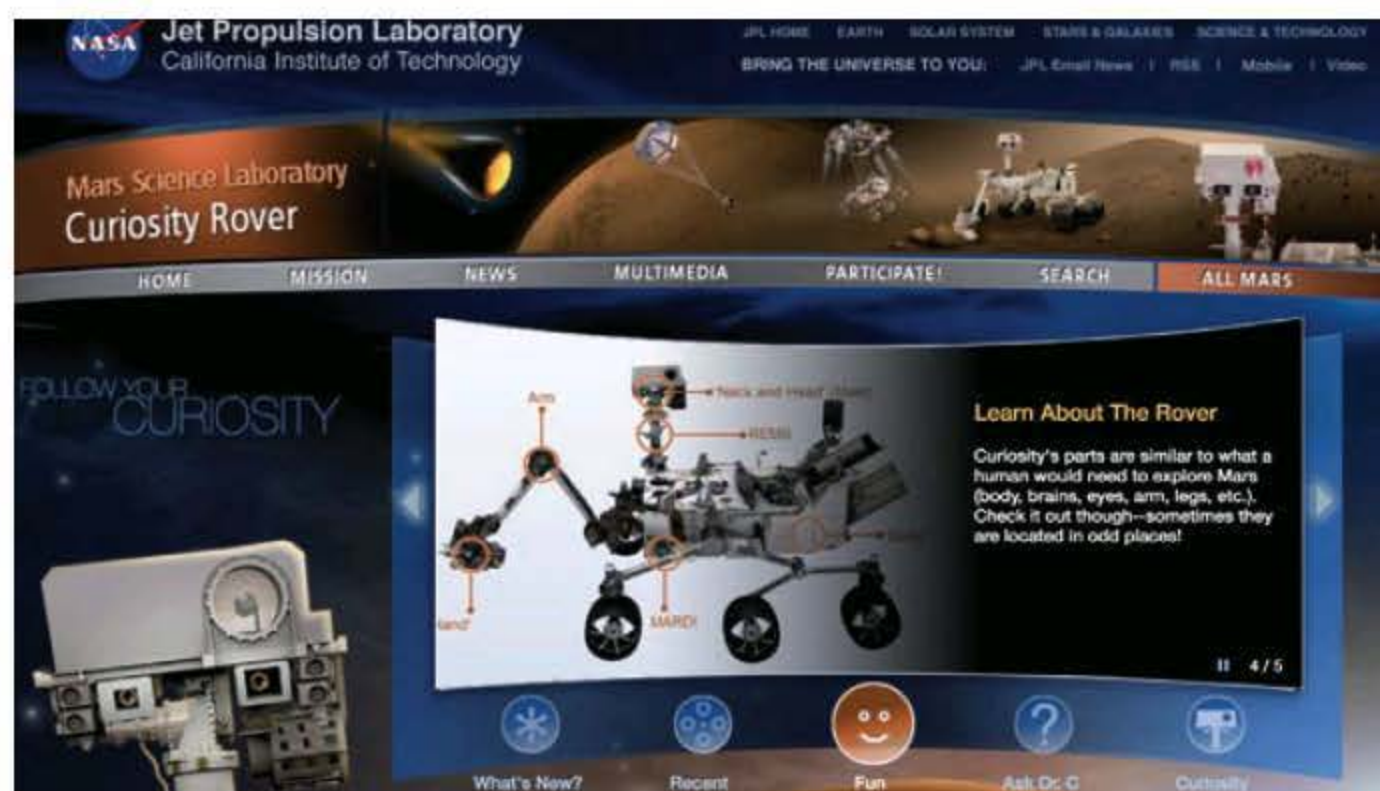 NASA
Jet Propulsion Laboratory
California Institute of Technology
JPL HOME EARTH SOLAR SYSTEM STARS & GALAXIES SCIENCE & TECHNOLOGY
BRING THE UNIVERSE TO YOU: JPL Email News | RSS | Mobile | Video
Mars Science Laboratory
Curiosity Rover
HOME MISSION NEWS MULTIMEDIA PARTICIPATE! SEARCH ALL MARS
FOLLOW YOUR
CURIOSITY
Arm
Neck and Head
REMS
MARDI
Learn About The Rover
Curiosity's parts are similar to what a
human would need to explore Mars
(body, brains, eyes, arm, legs, etc.).
Check it out though—sometimes they
are located in odd places!
4/5
What's New? Recent Fun Ask Dr. C Curiosity